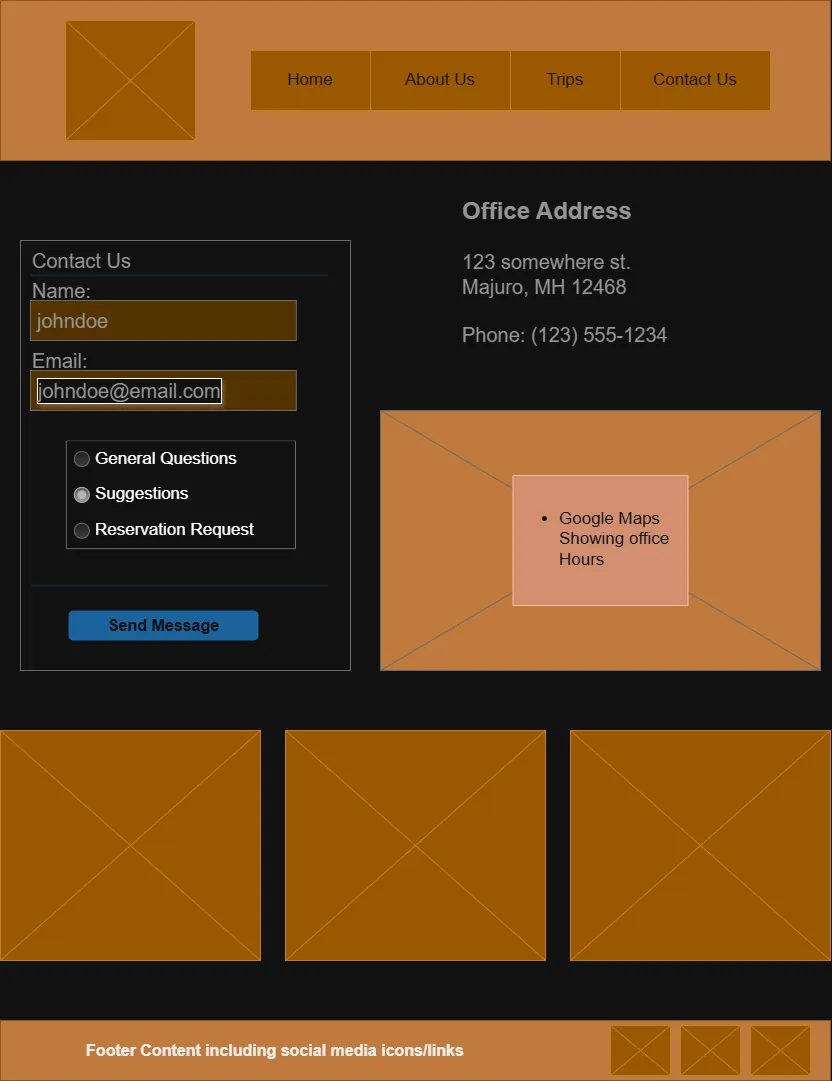 Home About Us Trips Contact Us
Office Address
123 somewhere st.
Majuro, MH 12468
Phone: (123) 555-1234
Contact Us
Name:
johndoe
Email:
johndoe@email.com
General Questions
Suggestions
Reservation Request
Send Message
• Google Maps
Showing office
Hours
Footer Content including social media icons/links